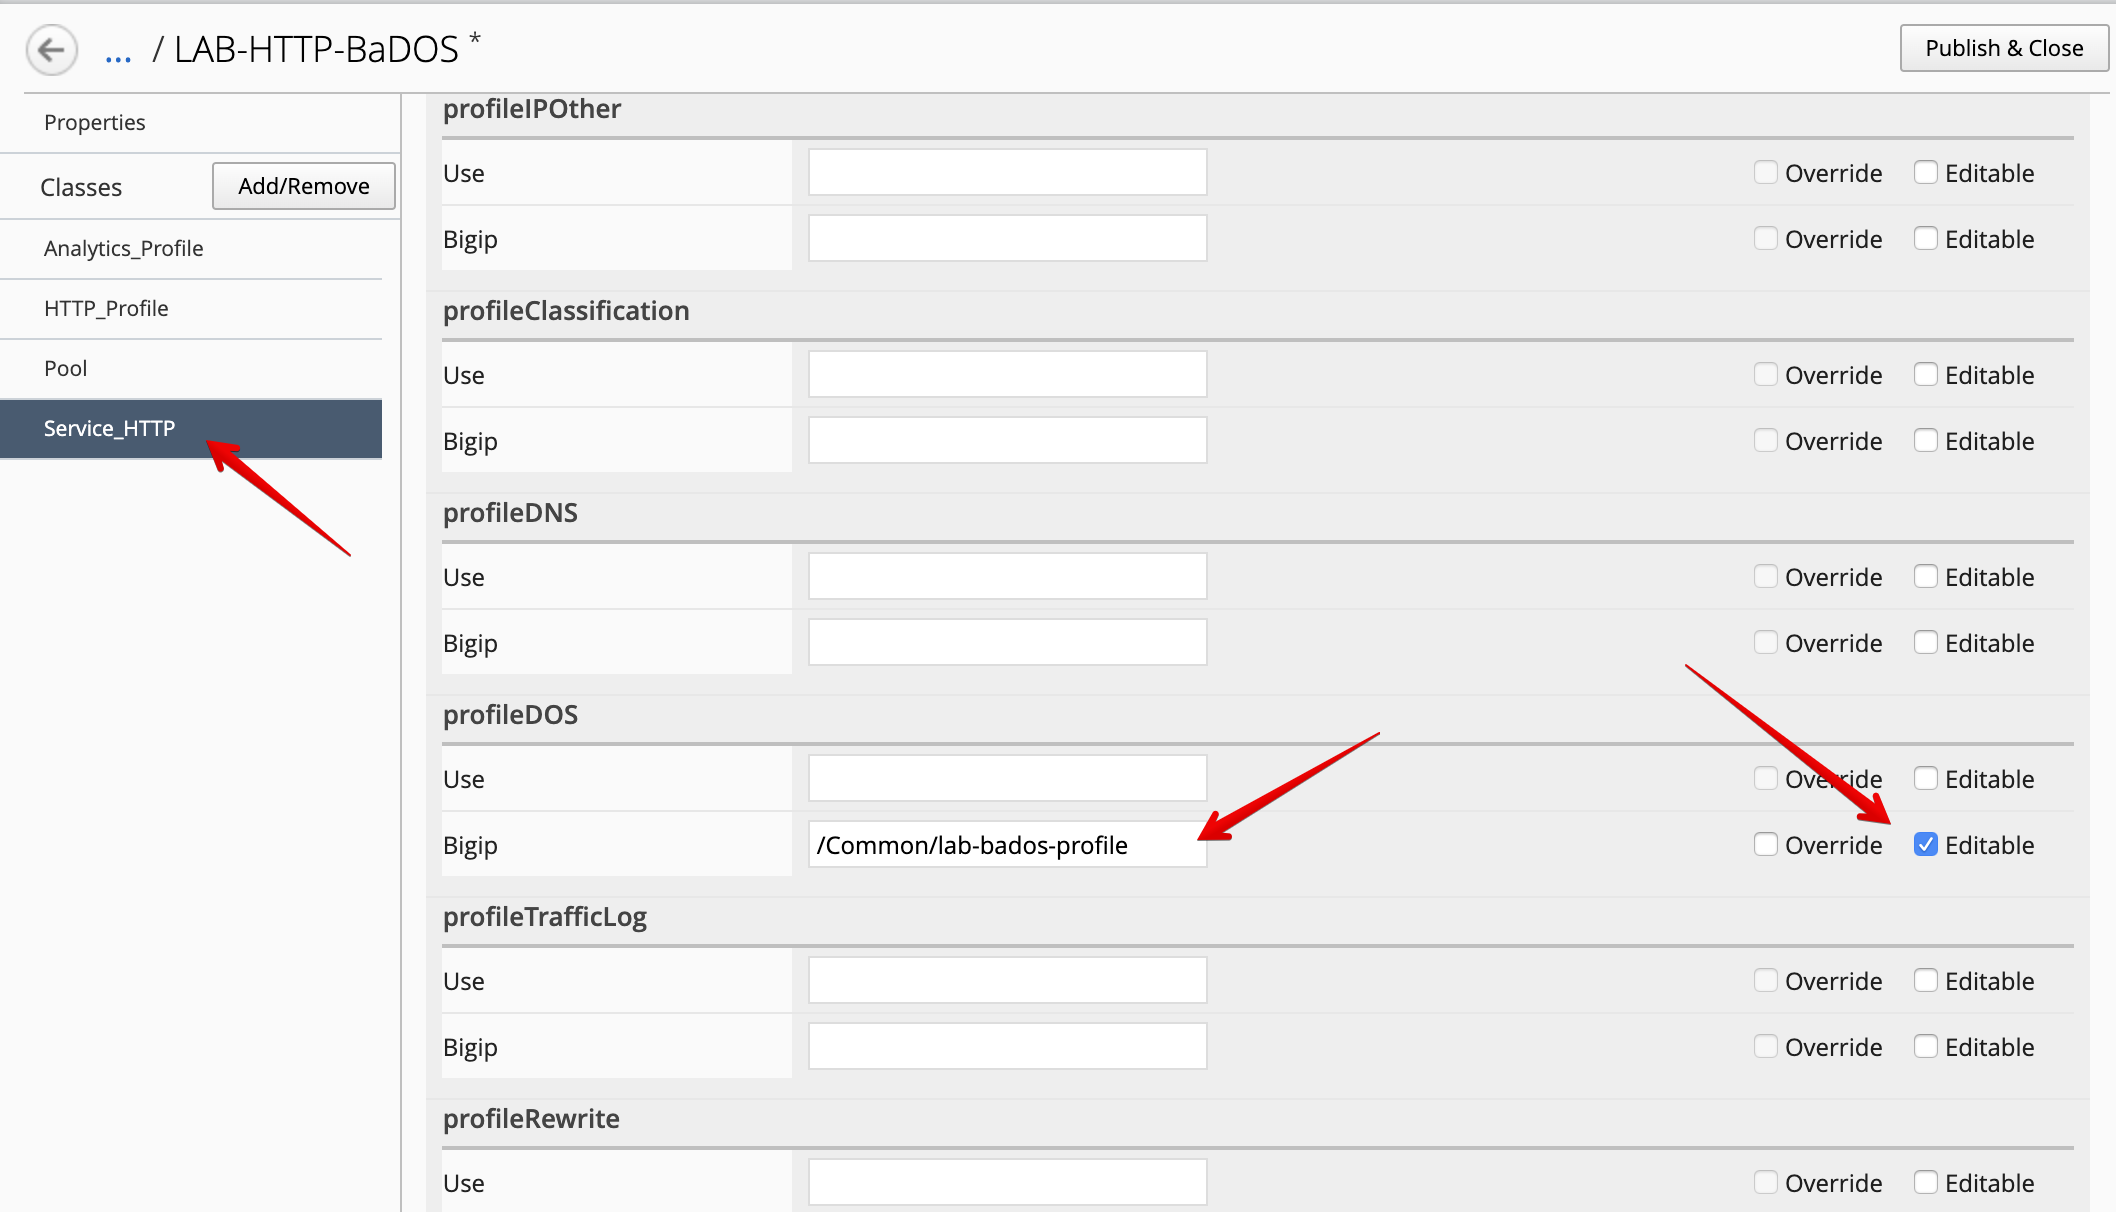 ... / LAB-HTTP-BaDOS *
Publish & Close
Properties
Classes
Add/Remove
Analytics_Profile
HTTP_Profile
Pool
Service_HTTP
profileIPOther
Use Override Editable
Bigip Override Editable
profileClassification
Use Override Editable
Bigip Override Editable
profileDNS
Use Override Editable
Bigip Override Editable
profileDOS
Use Override Editable
Bigip /Common/lab-bados-profile Override Editable
profileTrafficLog
Use Override Editable
Bigip Override Editable
profileRewrite
Use Override Editable